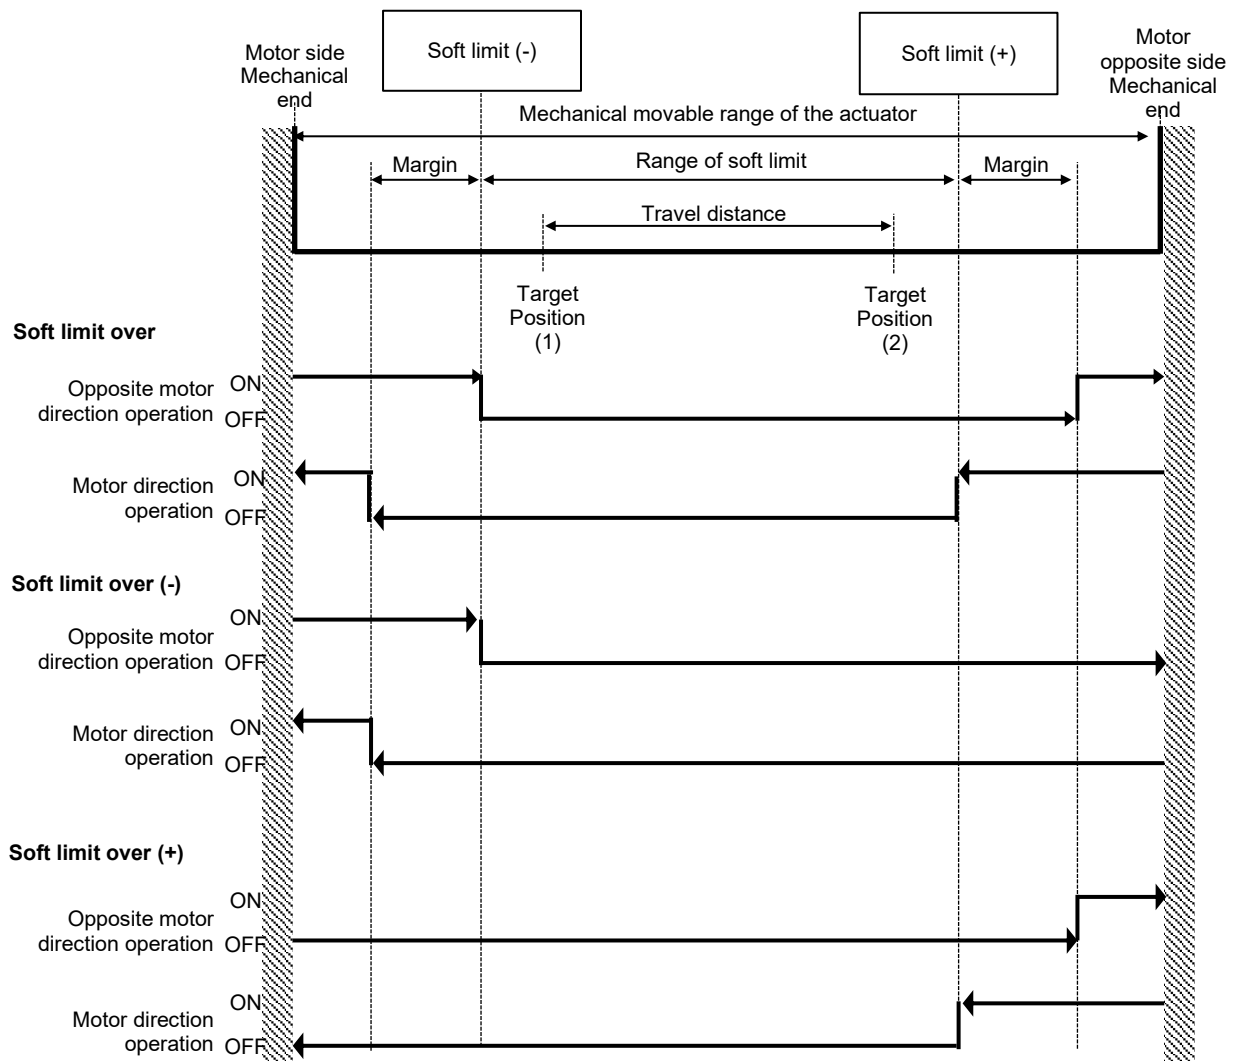 Soft limit (-)
Soft limit (+)
Motor side
Mechanical
end
Motor
opposite side
Mechanical
end
Mechanical movable range of the actuator
Margin
Range of soft limit
Margin
Travel distance
Target
Position
(1)
Target
Position
(2)
Soft limit over
Opposite motor
direction operation
ON
OFF
Motor direction
operation
ON
OFF
Soft limit over (-)
Opposite motor
direction operation
ON
OFF
Motor direction
operation
ON
OFF
Soft limit over (+)
Opposite motor
direction operation
ON
OFF
Motor direction
operation
ON
OFF